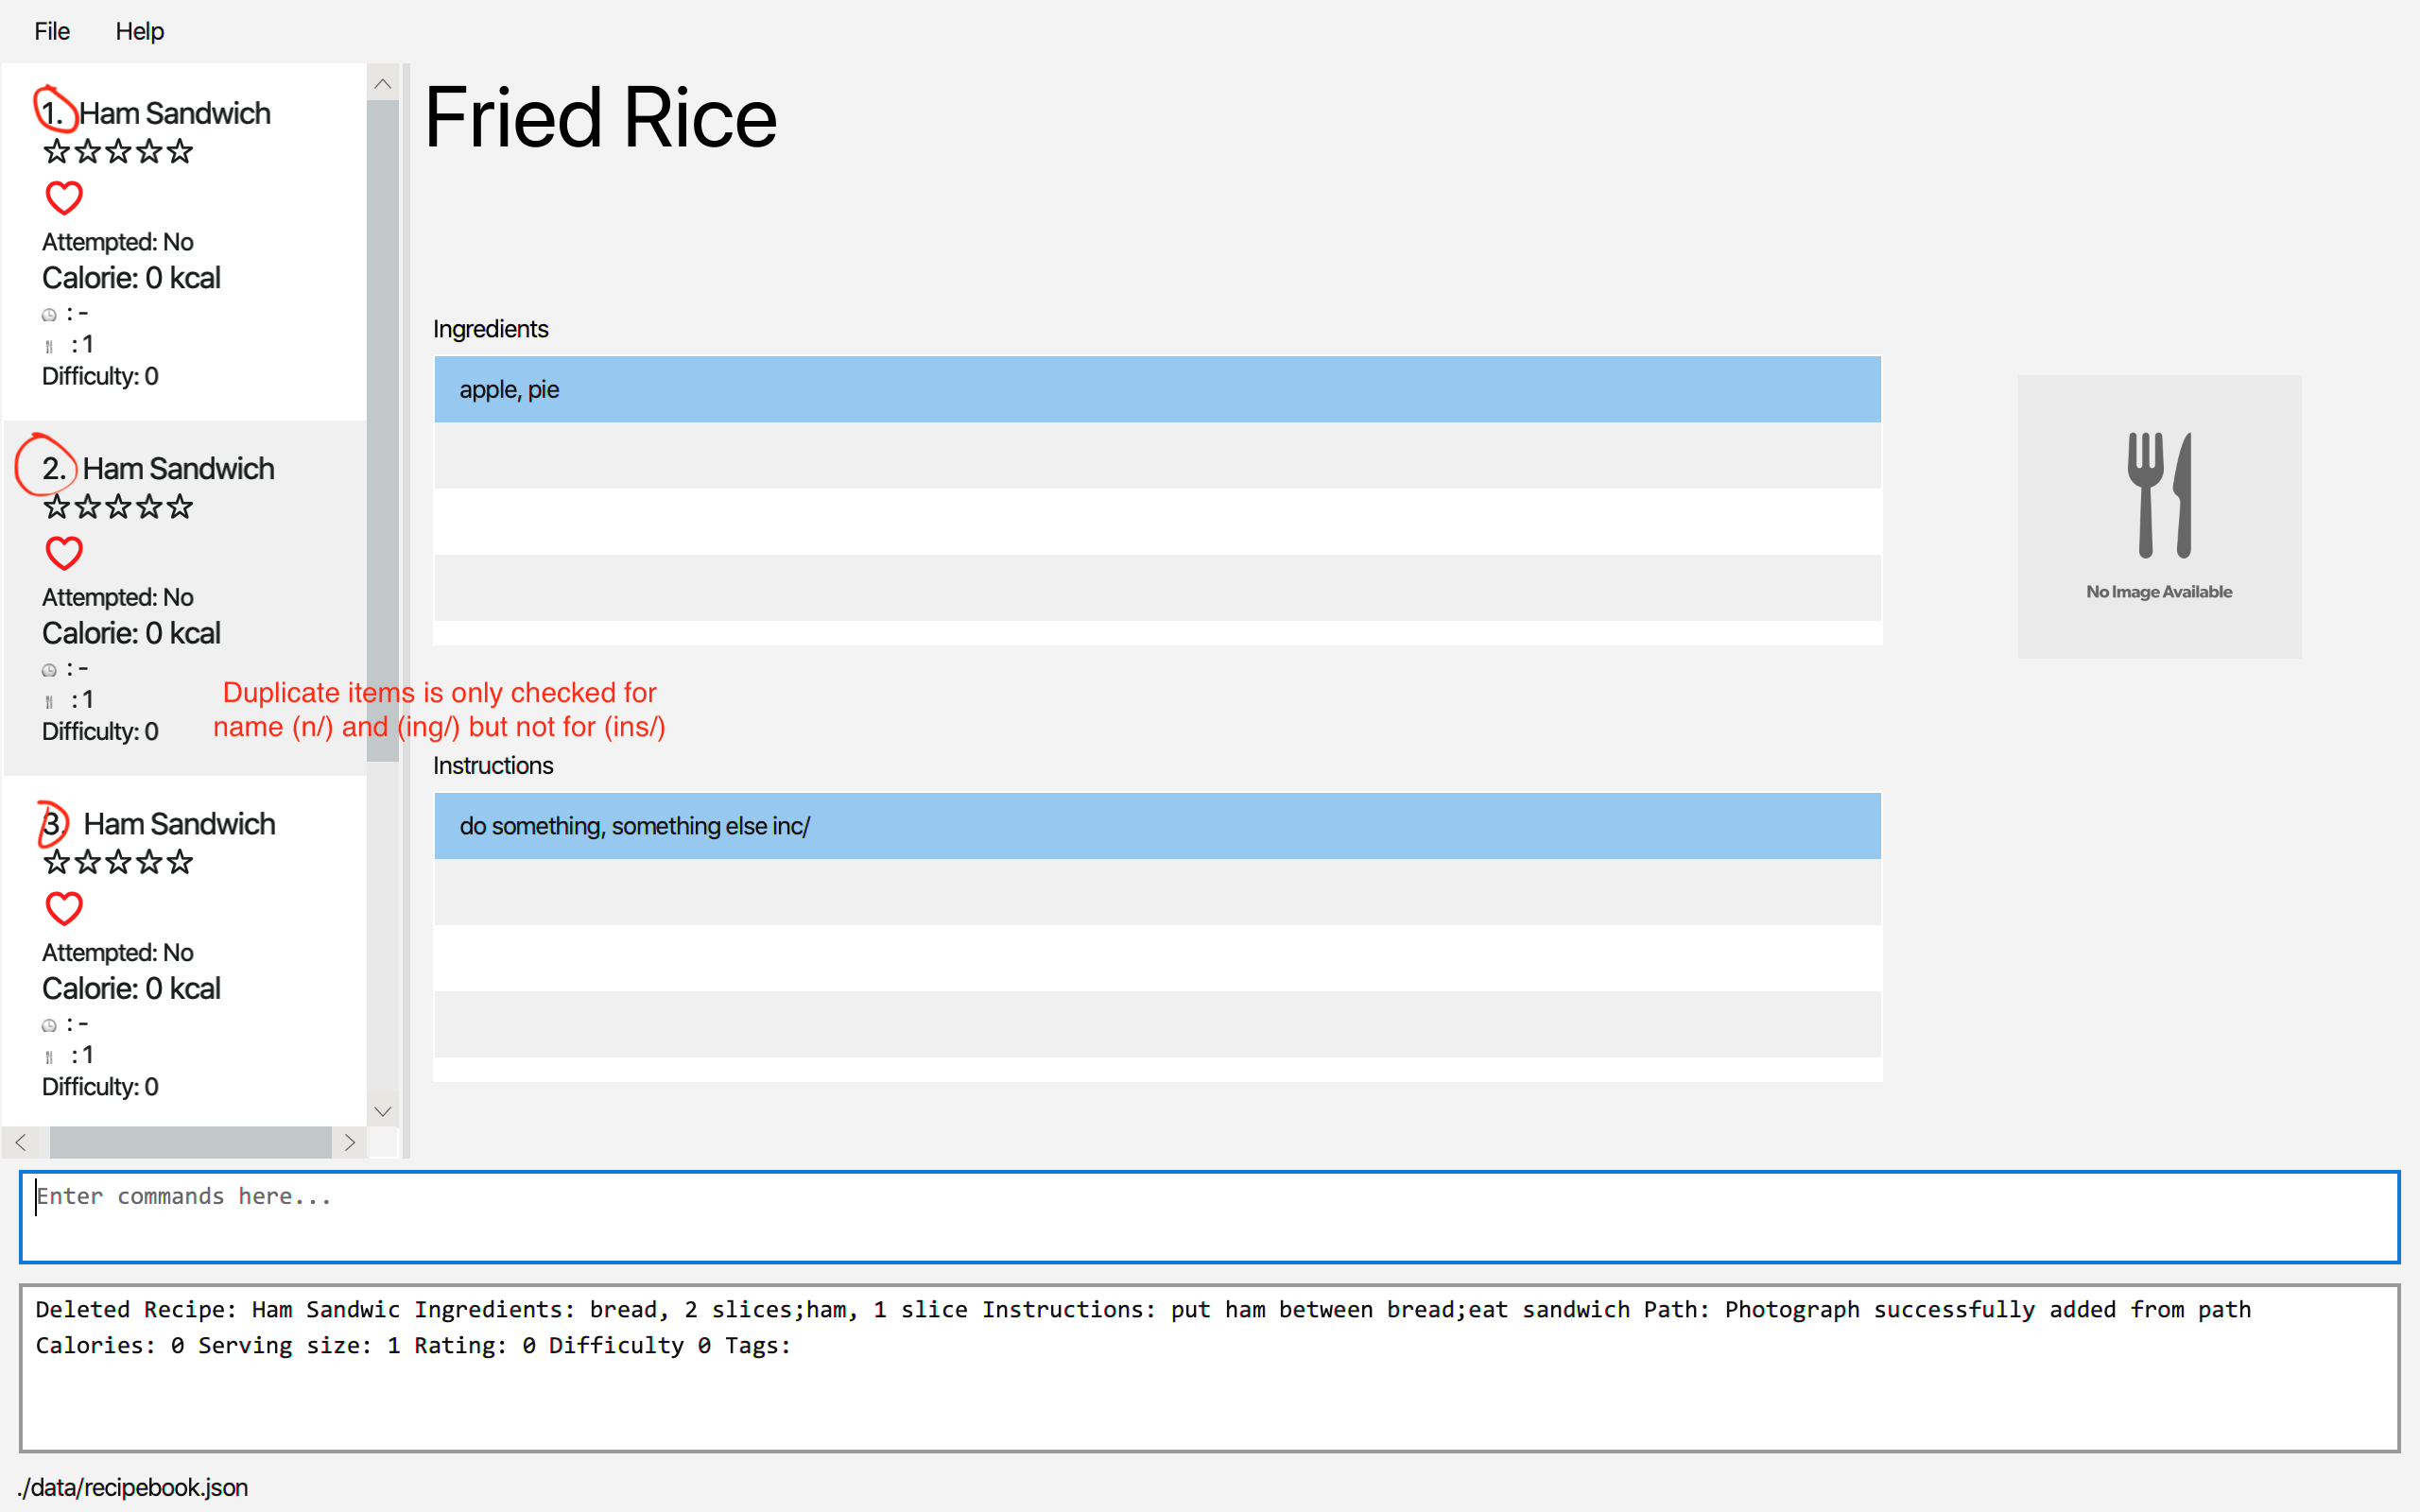 File Help
1. Ham Sandwich
☆☆☆☆☆
Attempted: No
Calorie: 0 kcal
: -
: 1
Difficulty: 0
2. Ham Sandwich
☆☆☆☆☆
Attempted: No
Calorie: 0 kcal
: -
: 1
Difficulty: 0
3. Ham Sandwich
☆☆☆☆☆
Attempted: No
Calorie: 0 kcal
: -
: 1
Difficulty: 0
Duplicate items is only checked for
name (n/) and (ing/) but not for (ins/)
Fried Rice
Ingredients
apple, pie
No Image Available
Instructions
do something, something else inc/
Enter commands here...
Deleted Recipe: Ham Sandwic Ingredients: bread, 2 slices;ham, 1 slice Instructions: put ham between bread;eat sandwich Path: Photograph successfully added from path
Calories: 0 Serving size: 1 Rating: 0 Difficulty 0 Tags:
./data/recipebook.json